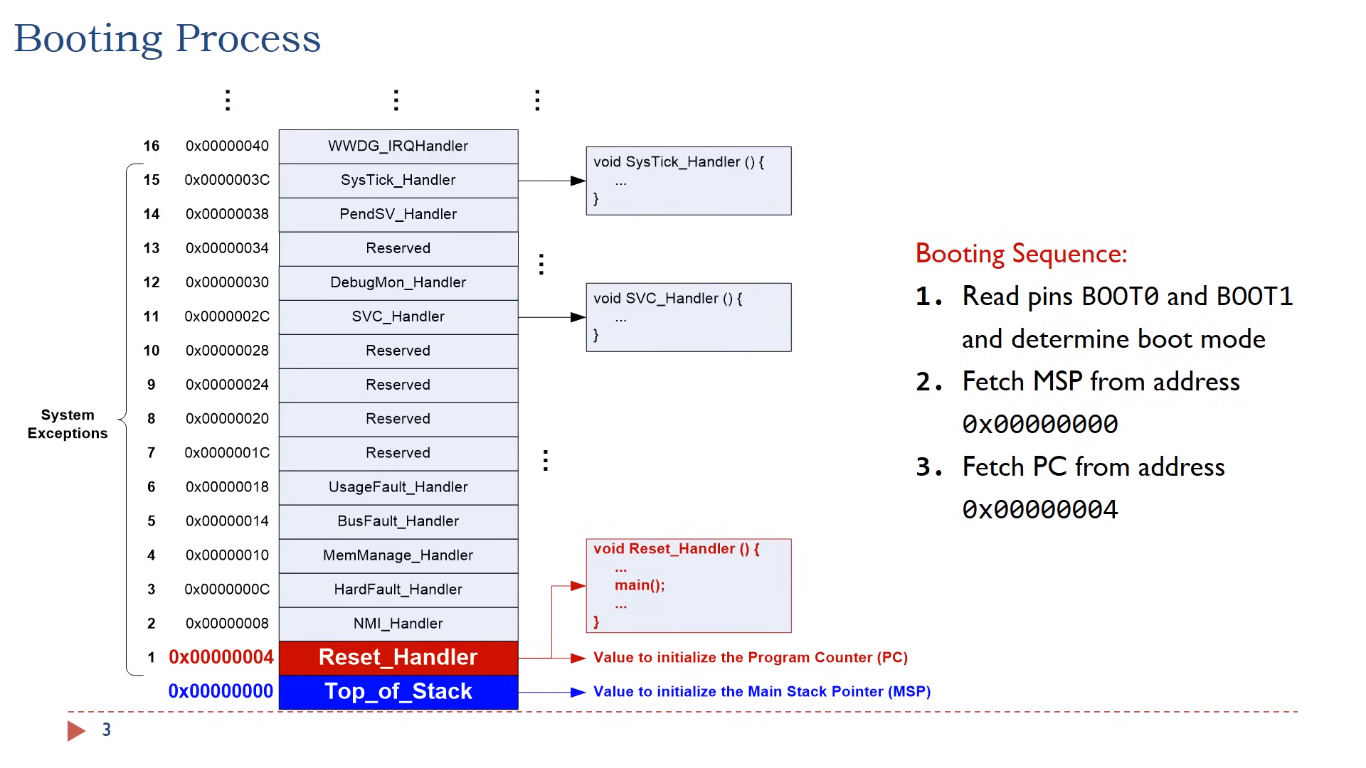 Booting Process
⋮ ⋮ ⋮
16 0x00000040 WWDG_IRQHandler
15 0x0000003C SysTick_Handler
14 0x00000038 PendSV_Handler
13 0x00000034 Reserved
12 0x00000030 DebugMon_Handler
11 0x0000002C SVC_Handler
10 0x00000028 Reserved
9 0x00000024 Reserved
8 0x00000020 Reserved
7 0x0000001C Reserved
6 0x00000018 UsageFault_Handler
5 0x00000014 BusFault_Handler
4 0x00000010 MemManage_Handler
3 0x0000000C HardFault_Handler
2 0x00000008 NMI_Handler
1 0x00000004 Reset_Handler
0x00000000 Top_of_Stack
System
Exceptions
void SysTick_Handler () {
...
}
⋮
void SVC_Handler () {
...
}
⋮
void Reset_Handler () {
...
main();
...
}
Value to initialize the Program Counter (PC)
Value to initialize the Main Stack Pointer (MSP)
Booting Sequence:
1. Read pins BOOT0 and BOOT1
and determine boot mode
2. Fetch MSP from address
0x00000000
3. Fetch PC from address
0x00000004
3